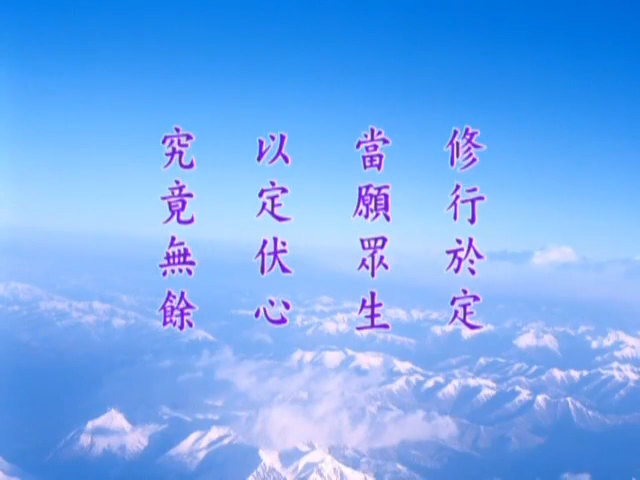 修行於定
當願眾生
以定伏心
究竟無餘